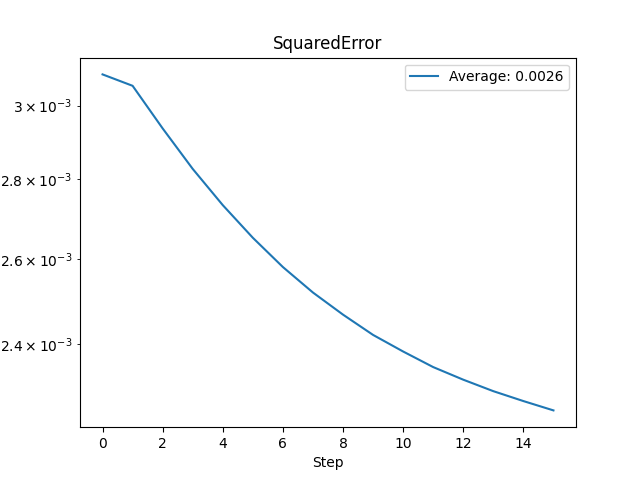 SquaredError
Average: 0.0026
3 × 10⁻³
2.8 × 10⁻³
2.6 × 10⁻³
2.4 × 10⁻³
0 2 4 6 8 10 12 14
Step